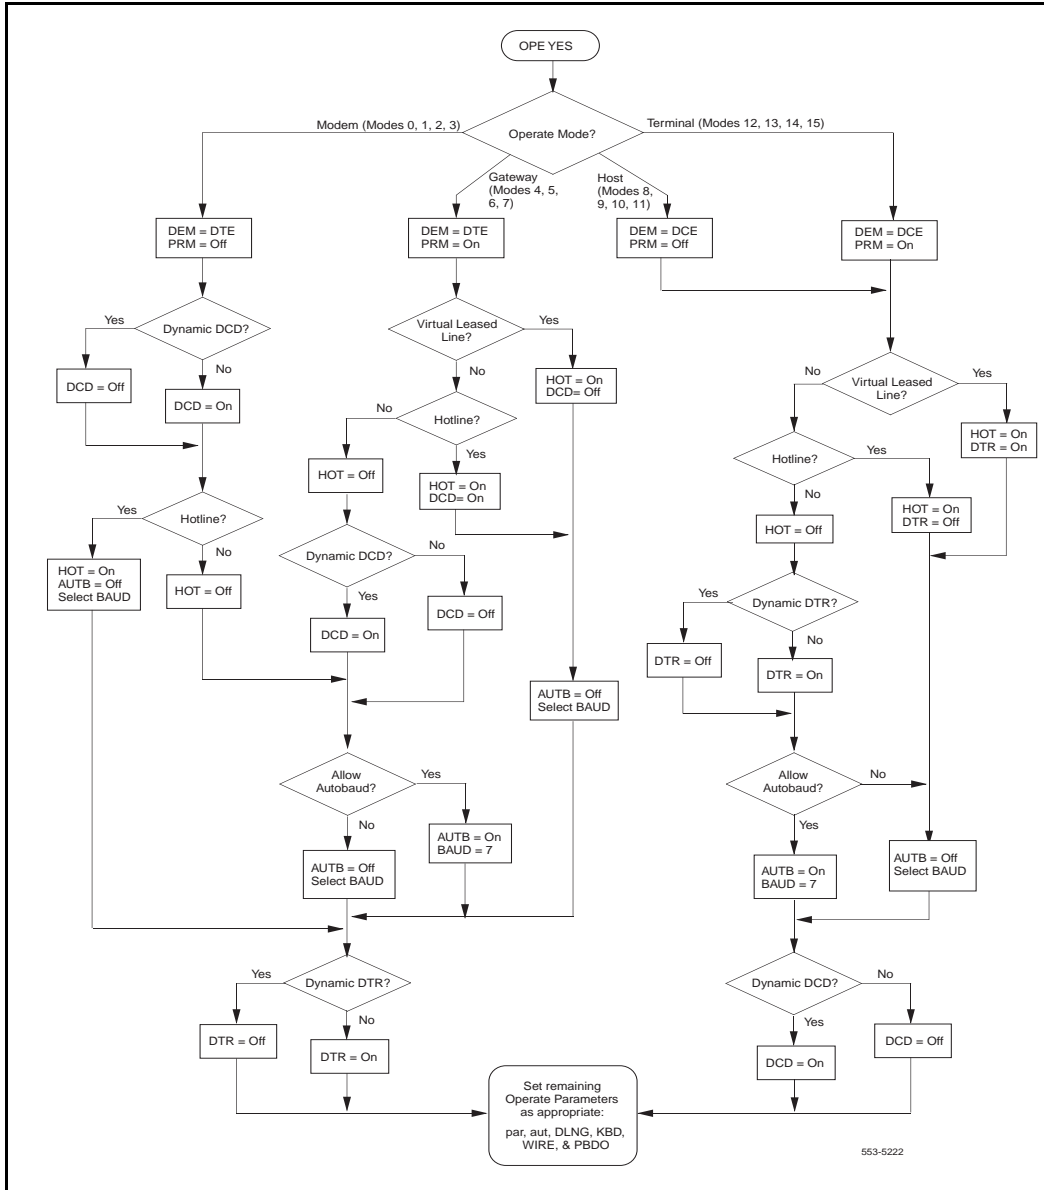 OPE YES
Operate Mode?
Modem (Modes 0, 1, 2, 3)
Terminal (Modes 12, 13, 14, 15)
Gateway
(Modes 4, 5,
6, 7)
Host
(Modes 8,
9, 10, 11)
DEM = DTE
PRM = Off
DEM = DTE
PRM = On
DEM = DCE
PRM = Off
DEM = DCE
PRM = On
Yes
Dynamic DCD?
No
DCD = Off
DCD = On
Yes
Hotline?
No
HOT = On
AUTB = Off
Select BAUD
HOT = Off
Virtual Leased
Line?
Yes
No
HOT = On
DCD= Off
No
Hotline?
Yes
HOT = Off
HOT = On
DCD= On
Dynamic DCD?
No
Yes
DCD = Off
DCD = On
AUTB = Off
Select BAUD
Allow
Autobaud?
Yes
No
AUTB = On
BAUD = 7
AUTB = Off
Select BAUD
Yes
Dynamic DTR?
No
DTR = Off
DTR = On
No
Virtual Leased
Line?
Yes
HOT = On
DTR = On
Hotline?
Yes
No
HOT = On
DTR = Off
HOT = Off
Yes
Dynamic DTR?
No
DTR = Off
DTR = On
Allow
Autobaud?
No
Yes
AUTB = On
BAUD = 7
AUTB = Off
Select BAUD
Dynamic DCD?
No
Yes
DCD = On
DCD = Off
Set remaining
Operate Parameters
as appropriate:
par, aut, DLNG, KBD,
WIRE, & PBDO
553-5222